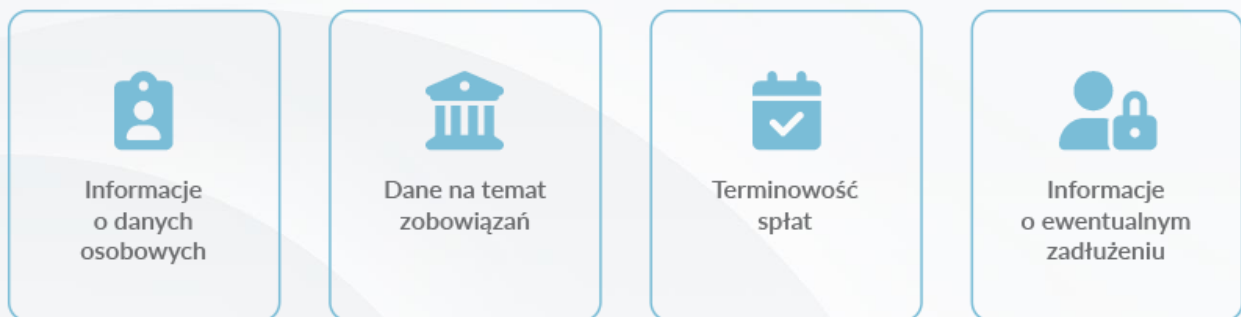 Informacje
o danych
osobowych
Dane na temat
zobowiązań
Terminowość
spłat
Informacje
o ewentualnym
zadłużeniu